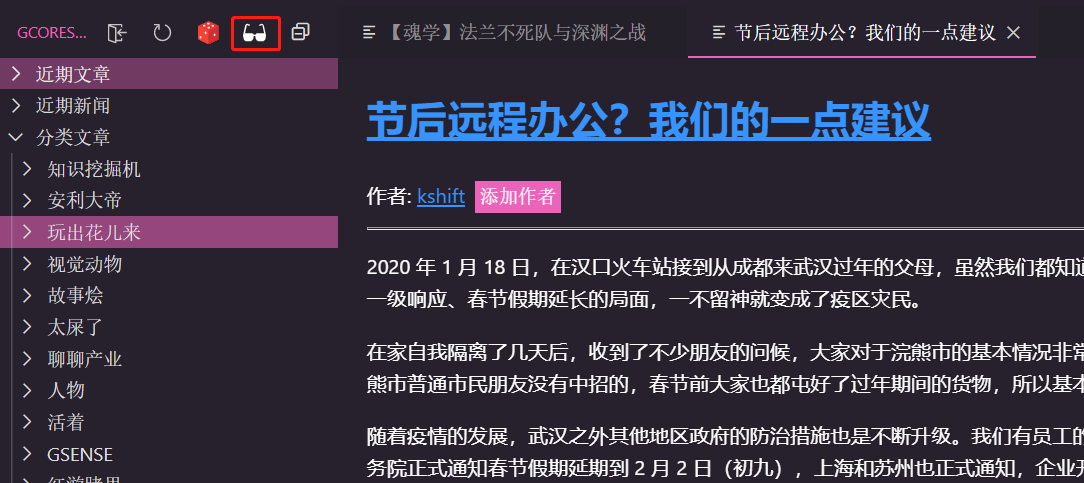 GCORES...
近期文章
近期新闻
分类文章
知识挖掘机
安利大帝
玩出花儿来
视觉动物
故事烩
太屎了
聊聊产业
人物
活着
GSENSE
红游赌界
【魂学】法兰不死队与深渊之战
节后远程办公？我们的一点建议
节后远程办公？我们的一点建议
作者: kshift 添加作者
2020 年 1 月 18 日，在汉口火车站接到从成都来武汉过年的父母，虽然我们都知道
一级响应、春节假期延长的局面，一不留神就变成了疫区灾民。
在家自我隔离了几天后，收到了不少朋友的问候，大家对于浣熊市的基本情况非常
熊市普通市民朋友没有中招的，春节前大家也都屯好了过年期间的货物，所以基本
随着疫情的发展，武汉之外其他地区政府的防治措施也是不断升级。我们有员工的
务院正式通知春节假期延期到 2 月 2 日（初九），上海和苏州也正式通知，企业开